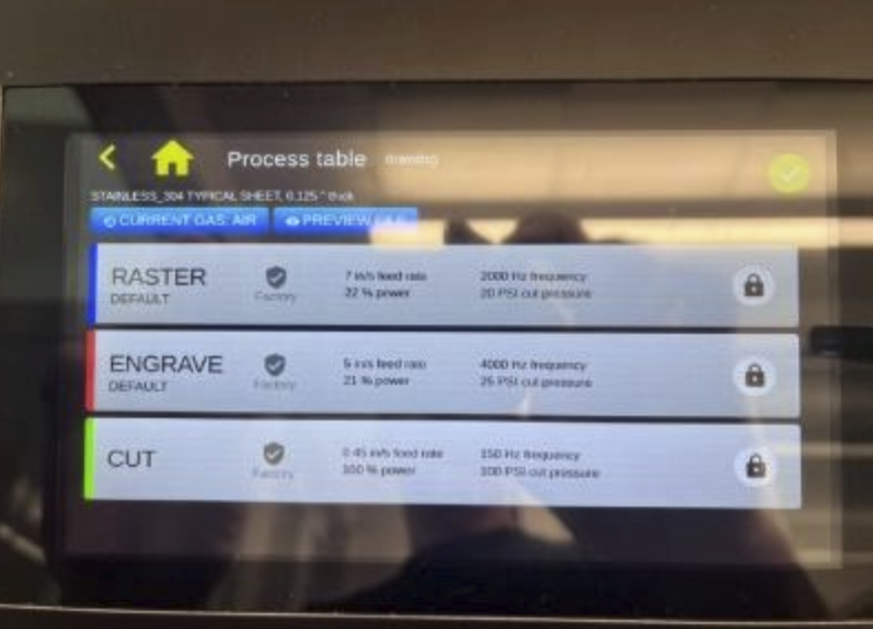 Process table drawing
STAINLESS_304 TYPICAL SHEET, 0.125" thick
CURRENT GAS: AIR PREVIEW FILE
RASTER
DEFAULT
Factory
7 in/s feed rate
22 % power
2000 Hz frequency
20 PSI cut pressure
ENGRAVE
DEFAULT
Factory
5 in/s feed rate
21 % power
4000 Hz frequency
25 PSI cut pressure
CUT
Factory
0.45 in/s feed rate
100 % power
150 Hz frequency
100 PSI cut pressure